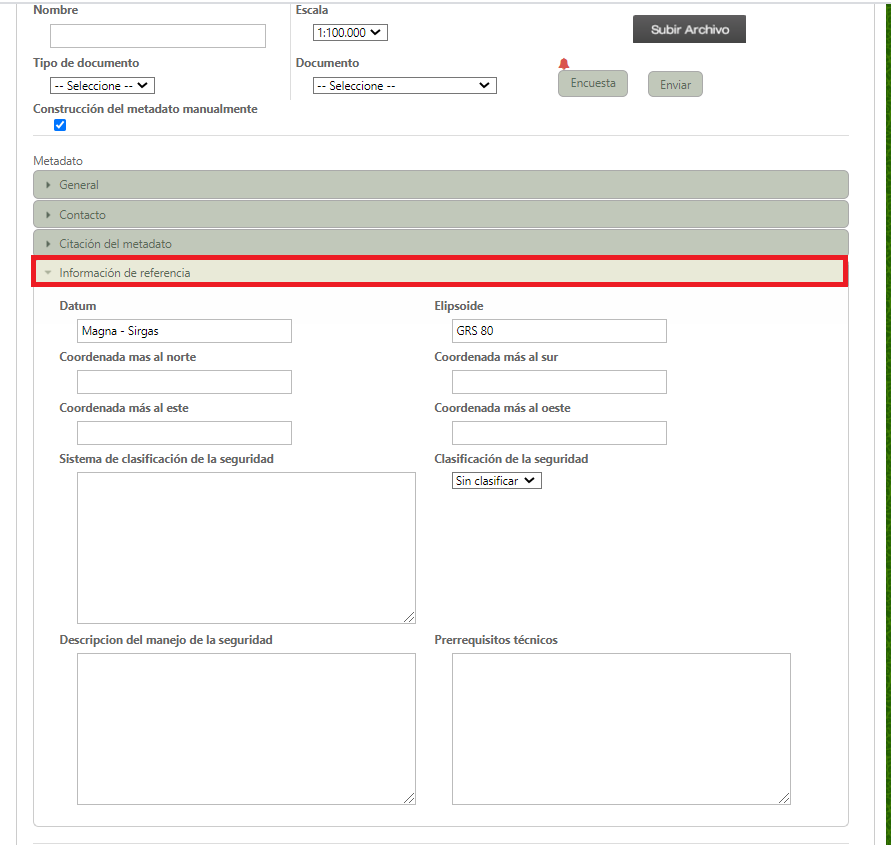 Nombre
Escala
1:100.000
Subir Archivo
Tipo de documento
Documento
-- Seleccione --
-- Seleccione --
Encuesta
Enviar
Construcción del metadato manualmente
Metadato
General
Contacto
Citación del metadato
Información de referencia
Datum
Elipsoide
Magna - Sirgas
GRS 80
Coordenada mas al norte
Coordenada más al sur
Coordenada más al este
Coordenada más al oeste
Sistema de clasificación de la seguridad
Clasificación de la seguridad
Sin clasificar
Descripcion del manejo de la seguridad
Prerrequisitos técnicos